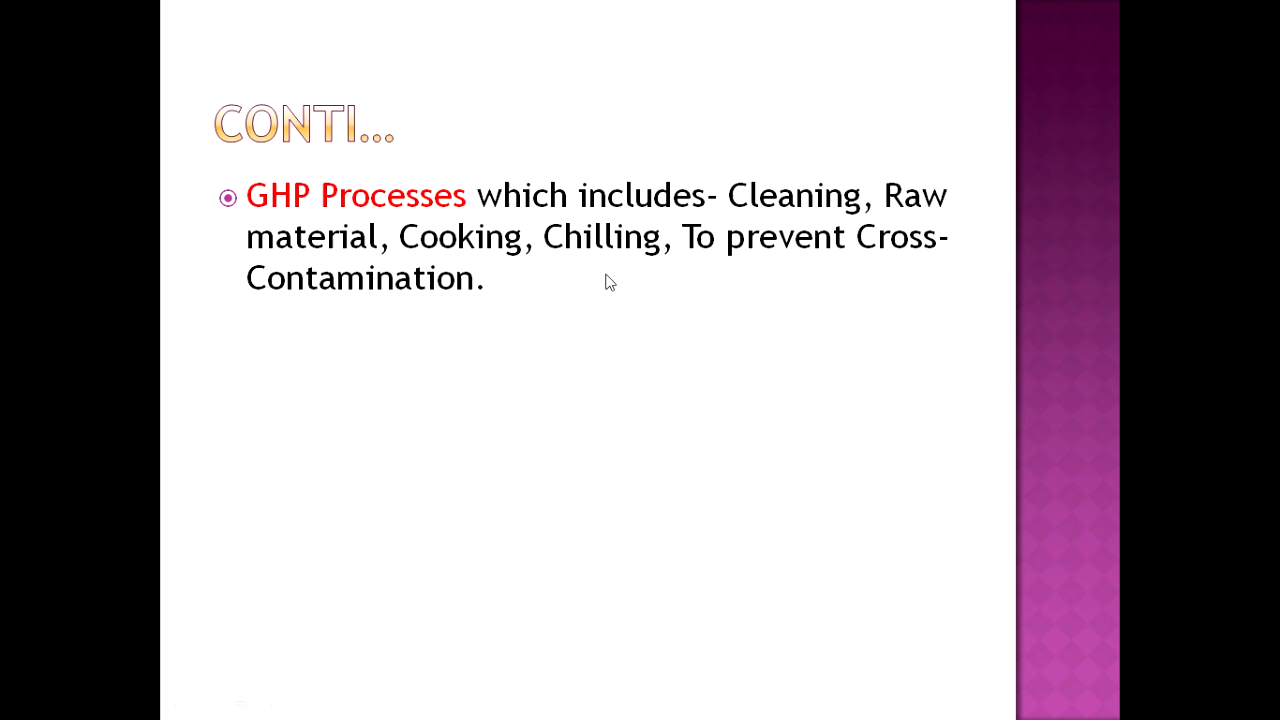 CONTI...
GHP Processes which includes- Cleaning, Raw
material, Cooking, Chilling, To prevent Cross-
Contamination.